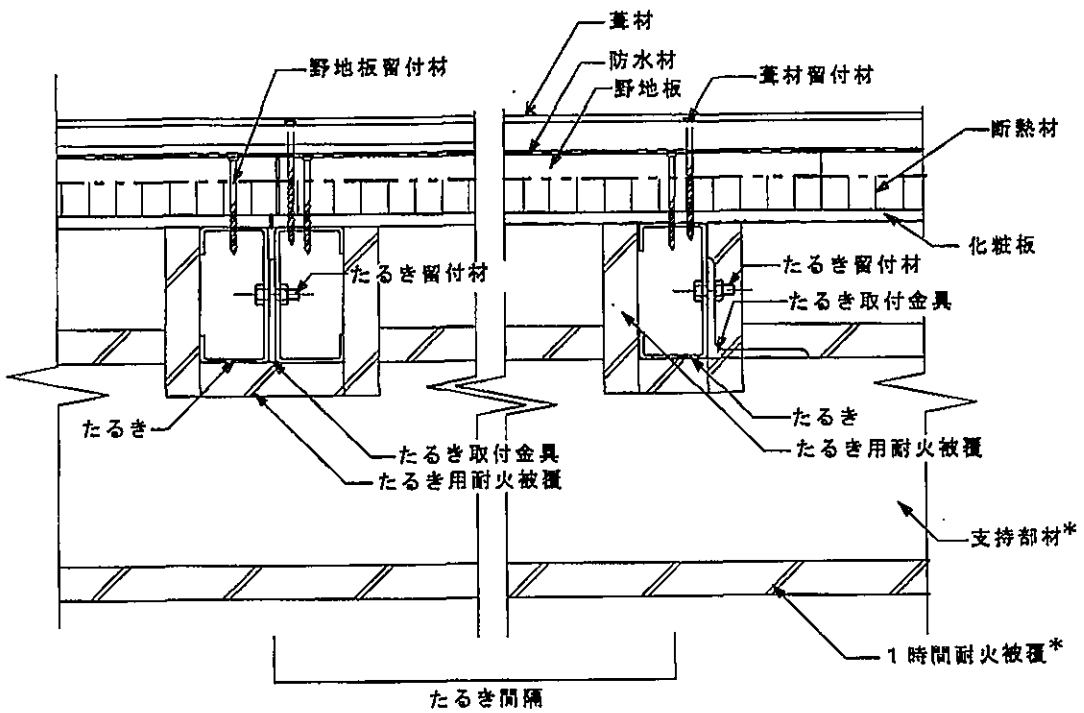 葺材
防水材
野地板留付材
野地板
葺材留付材
断熱材
化粧板
たるき留付材
たるき留付材
たるき取付金具
たるき
たるき
たるき取付金具
たるき用耐火被覆
たるき用耐火被覆
支持部材*
1時間耐火被覆*
たるき間隔